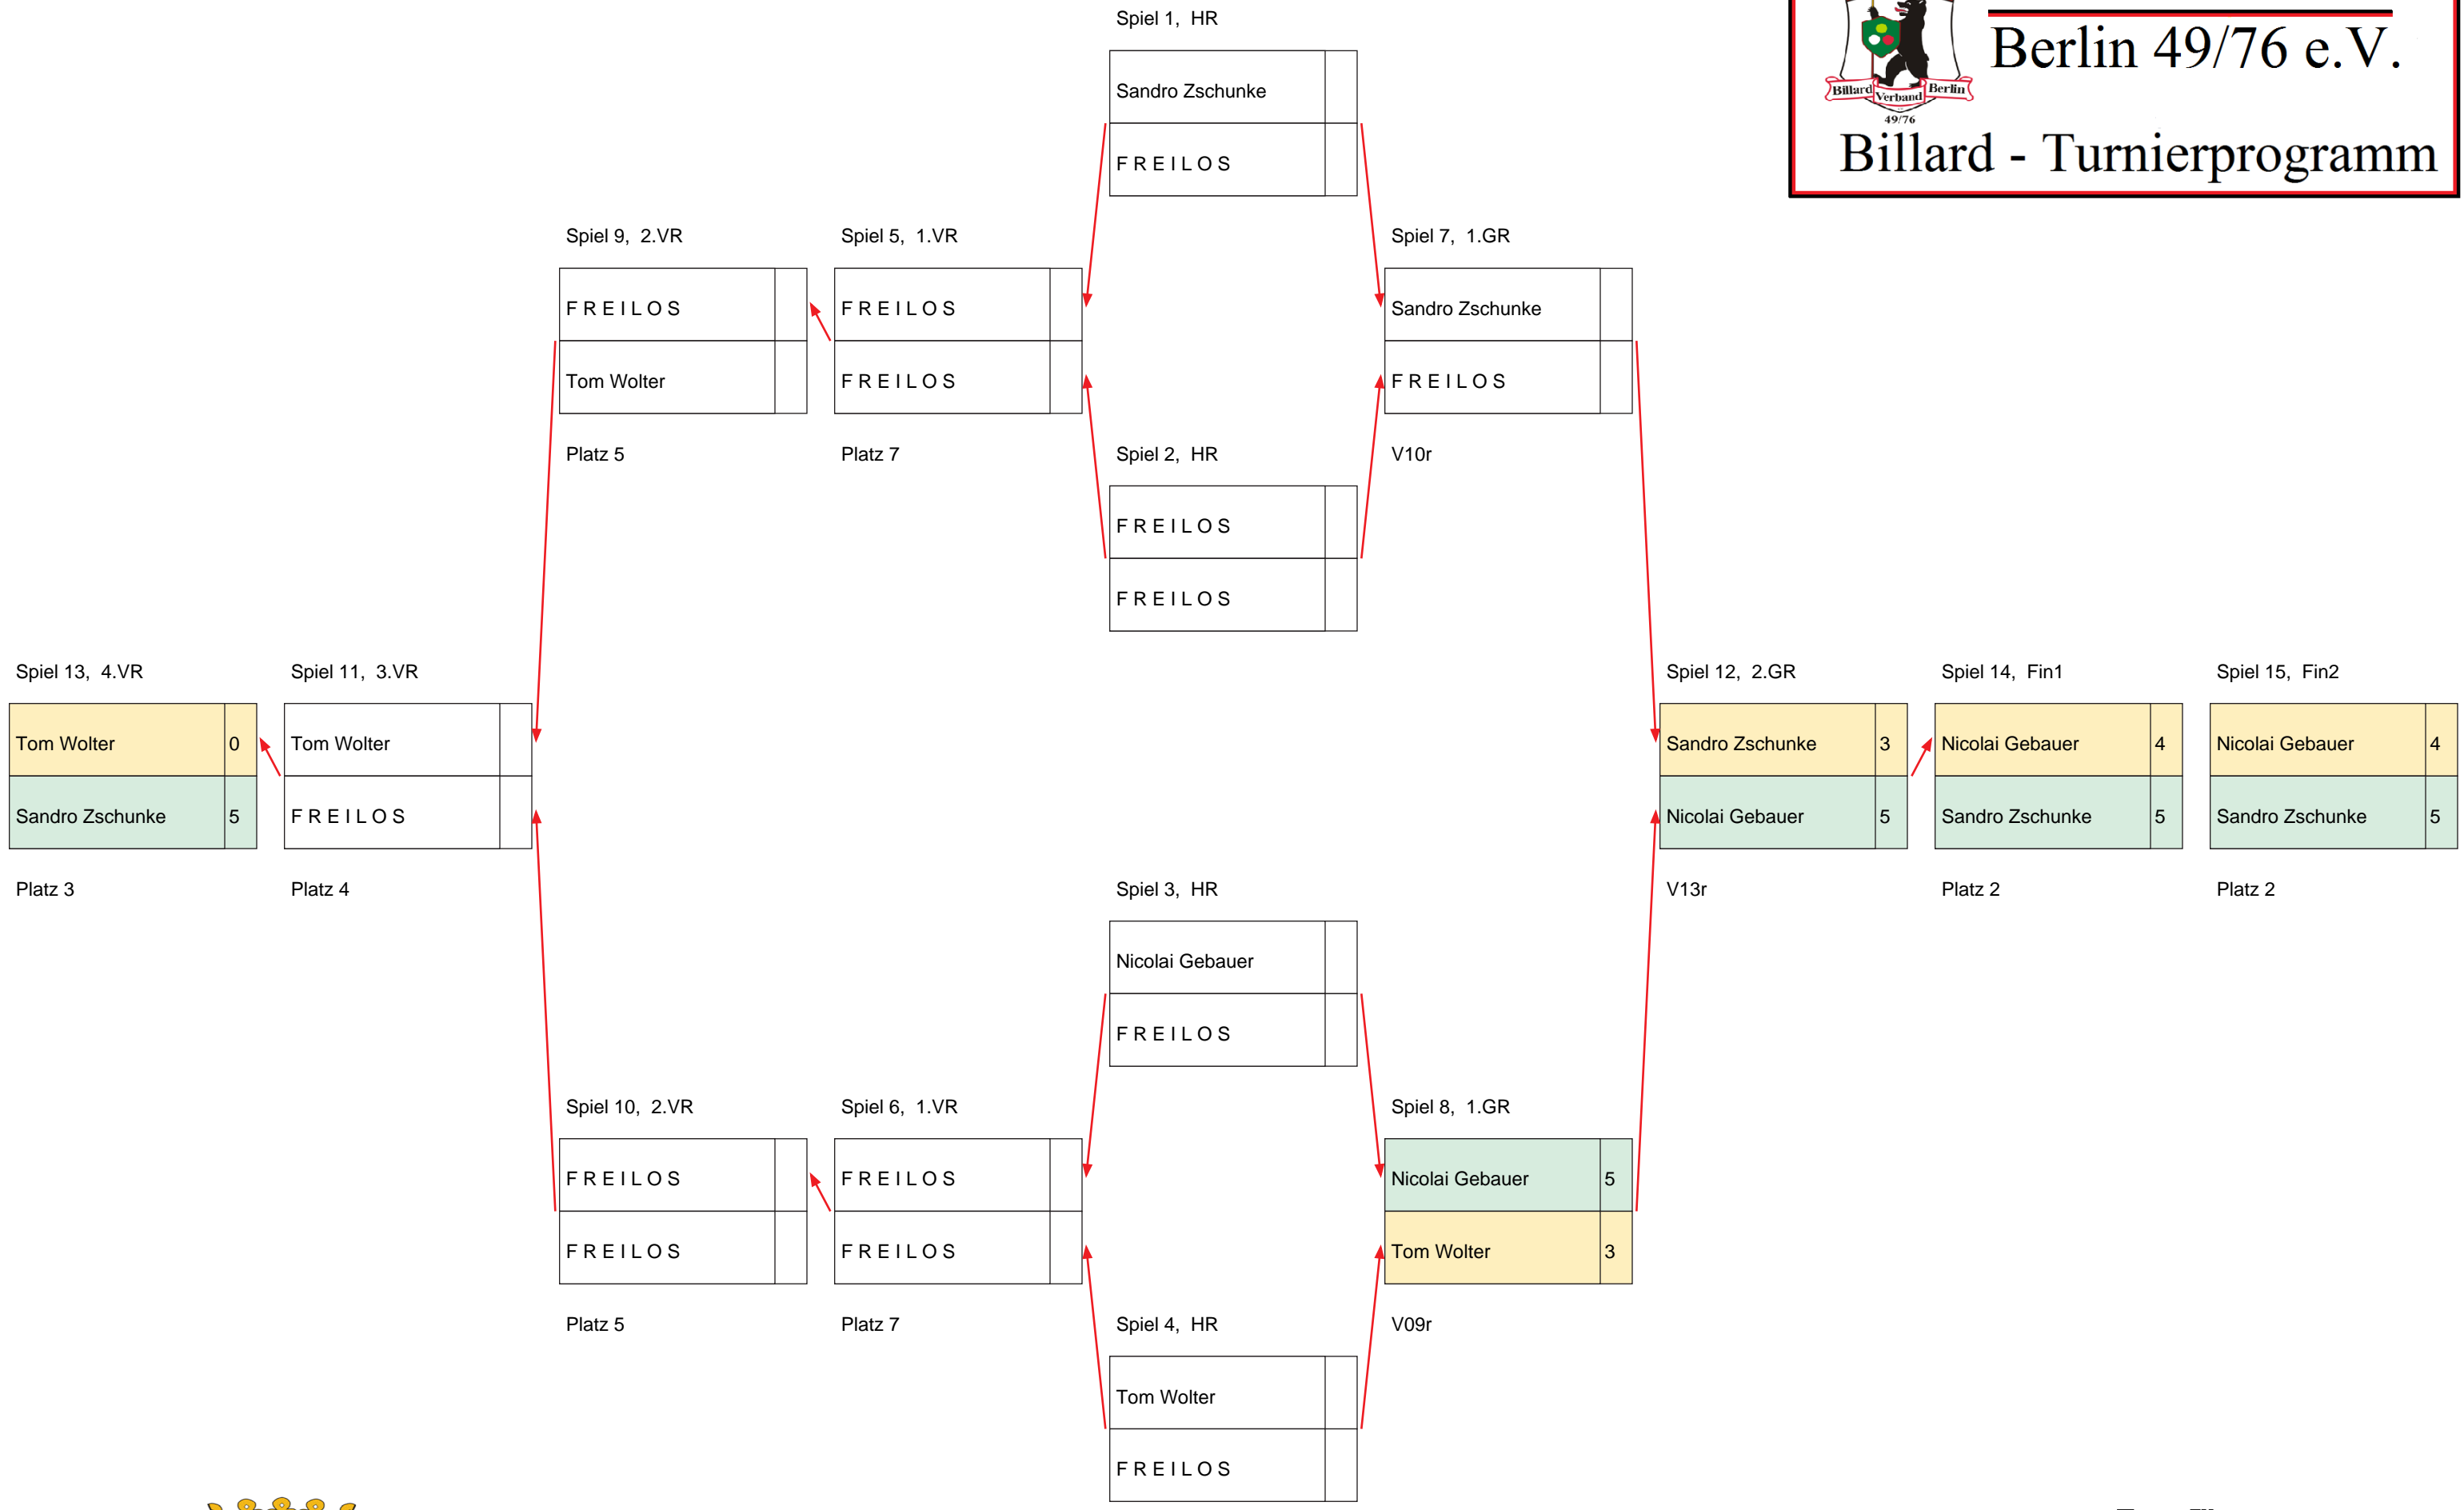 Spiel 1, HR
Sandro Zschunke
F R E I L O S
Berlin 49/76 e.V.
Billard Verband Berlin
49/76
Billard - Turnierprogramm
Spiel 9, 2.VR
F R E I L O S
Tom Wolter
Platz 5
Spiel 5, 1.VR
F R E I L O S
F R E I L O S
Platz 7
Spiel 7, 1.GR
Sandro Zschunke
F R E I L O S
V10r
Spiel 2, HR
F R E I L O S
F R E I L O S
Spiel 13, 4.VR
Tom Wolter 0
Sandro Zschunke 5
Platz 3
Spiel 11, 3.VR
Tom Wolter
F R E I L O S
Platz 4
Spiel 12, 2.GR
Sandro Zschunke 3
Nicolai Gebauer 5
V13r
Spiel 14, Fin1
Nicolai Gebauer 4
Sandro Zschunke 5
Platz 2
Spiel 15, Fin2
Nicolai Gebauer 4
Sandro Zschunke 5
Platz 2
Spiel 3, HR
Nicolai Gebauer
F R E I L O S
Spiel 10, 2.VR
F R E I L O S
F R E I L O S
Platz 5
Spiel 6, 1.VR
F R E I L O S
F R E I L O S
Platz 7
Spiel 8, 1.GR
Nicolai Gebauer 5
Tom Wolter 3
V09r
Spiel 4, HR
Tom Wolter
F R E I L O S